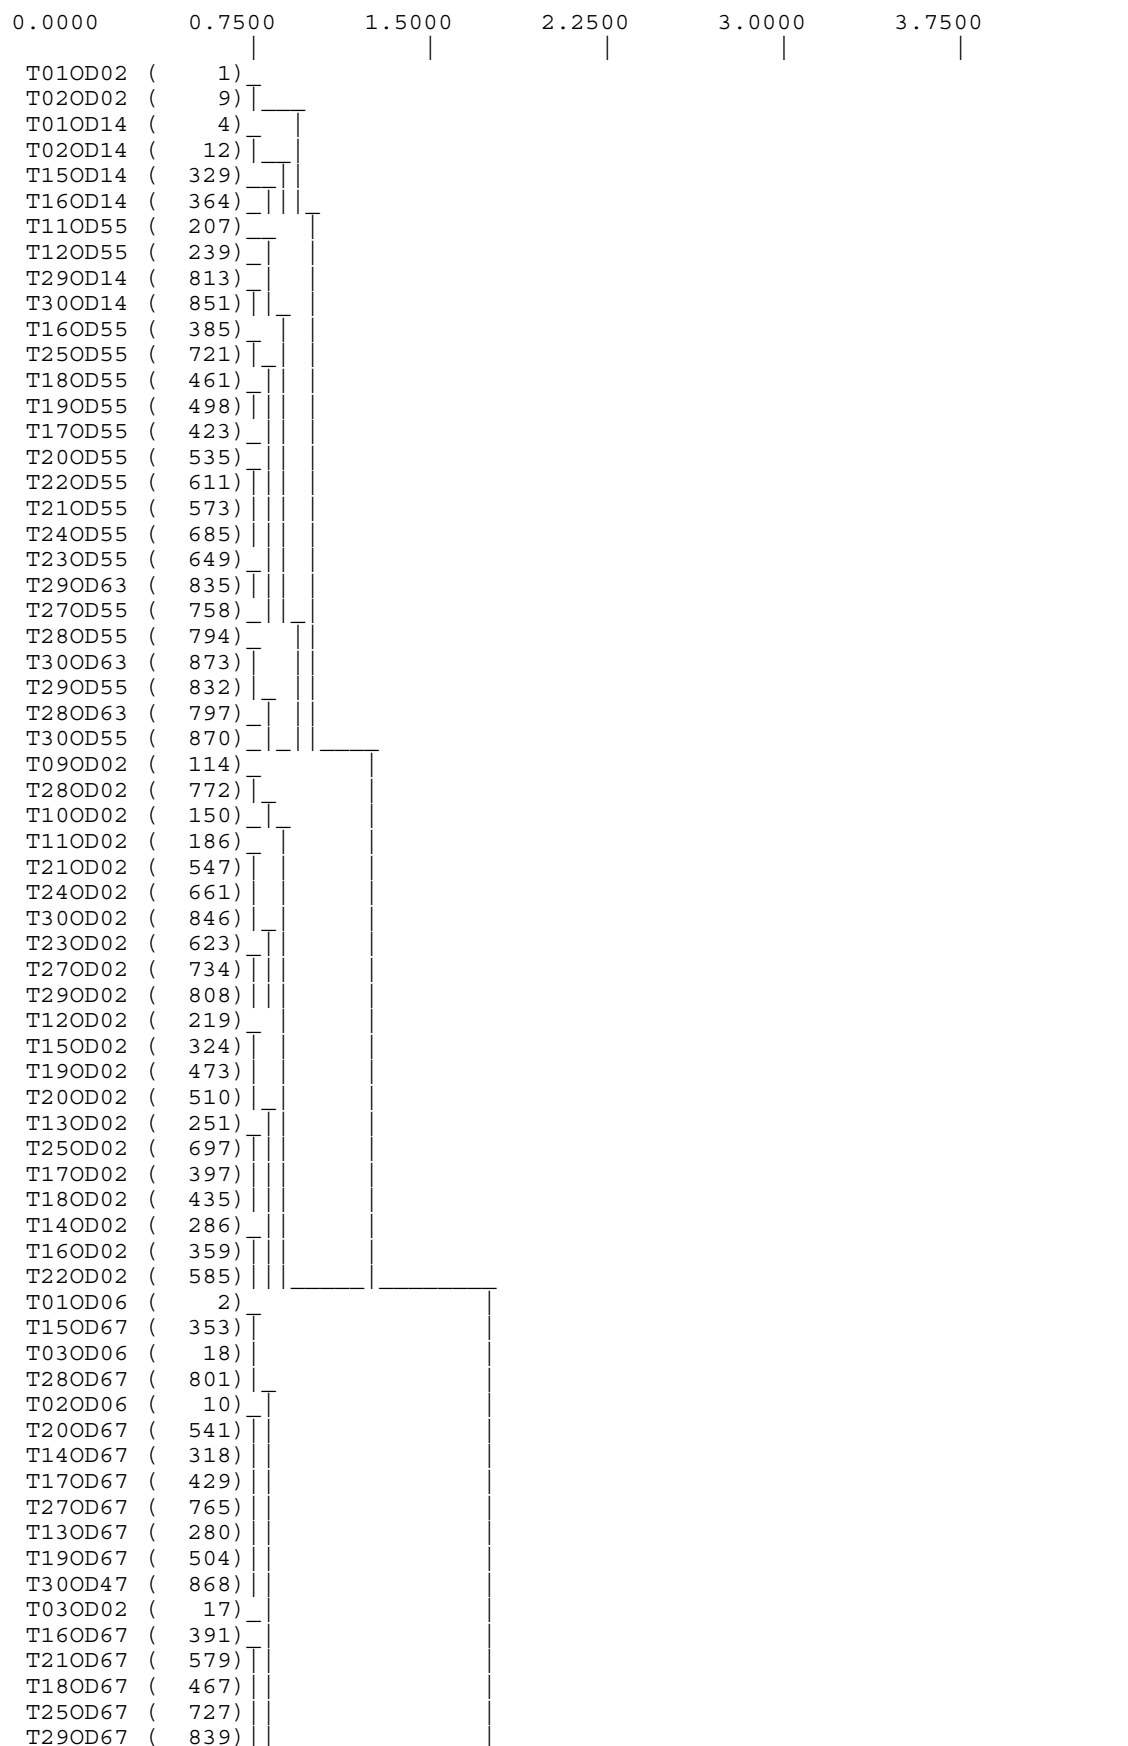 0.0000 0.7500 1.5000 2.2500 3.0000 3.7500
T01OD02 ( 1)
T02OD02 ( 9)
T01OD14 ( 4)
T02OD14 ( 12)
T15OD14 ( 329)
T16OD14 ( 364)
T11OD55 ( 207)
T12OD55 ( 239)
T29OD14 ( 813)
T30OD14 ( 851)
T16OD55 ( 385)
T25OD55 ( 721)
T18OD55 ( 461)
T19OD55 ( 498)
T17OD55 ( 423)
T20OD55 ( 535)
T22OD55 ( 611)
T21OD55 ( 573)
T24OD55 ( 685)
T23OD55 ( 649)
T29OD63 ( 835)
T27OD55 ( 758)
T28OD55 ( 794)
T30OD63 ( 873)
T29OD55 ( 832)
T28OD63 ( 797)
T30OD55 ( 870)
T09OD02 ( 114)
T28OD02 ( 772)
T10OD02 ( 150)
T11OD02 ( 186)
T21OD02 ( 547)
T24OD02 ( 661)
T30OD02 ( 846)
T23OD02 ( 623)
T27OD02 ( 734)
T29OD02 ( 808)
T12OD02 ( 219)
T15OD02 ( 324)
T19OD02 ( 473)
T20OD02 ( 510)
T13OD02 ( 251)
T25OD02 ( 697)
T17OD02 ( 397)
T18OD02 ( 435)
T14OD02 ( 286)
T16OD02 ( 359)
T22OD02 ( 585)
T01OD06 ( 2)
T15OD67 ( 353)
T03OD06 ( 18)
T28OD67 ( 801)
T02OD06 ( 10)
T20OD67 ( 541)
T14OD67 ( 318)
T17OD67 ( 429)
T27OD67 ( 765)
T13OD67 ( 280)
T19OD67 ( 504)
T30OD47 ( 868)
T03OD02 ( 17)
T16OD67 ( 391)
T21OD67 ( 579)
T18OD67 ( 467)
T25OD67 ( 727)
T29OD67 ( 839)